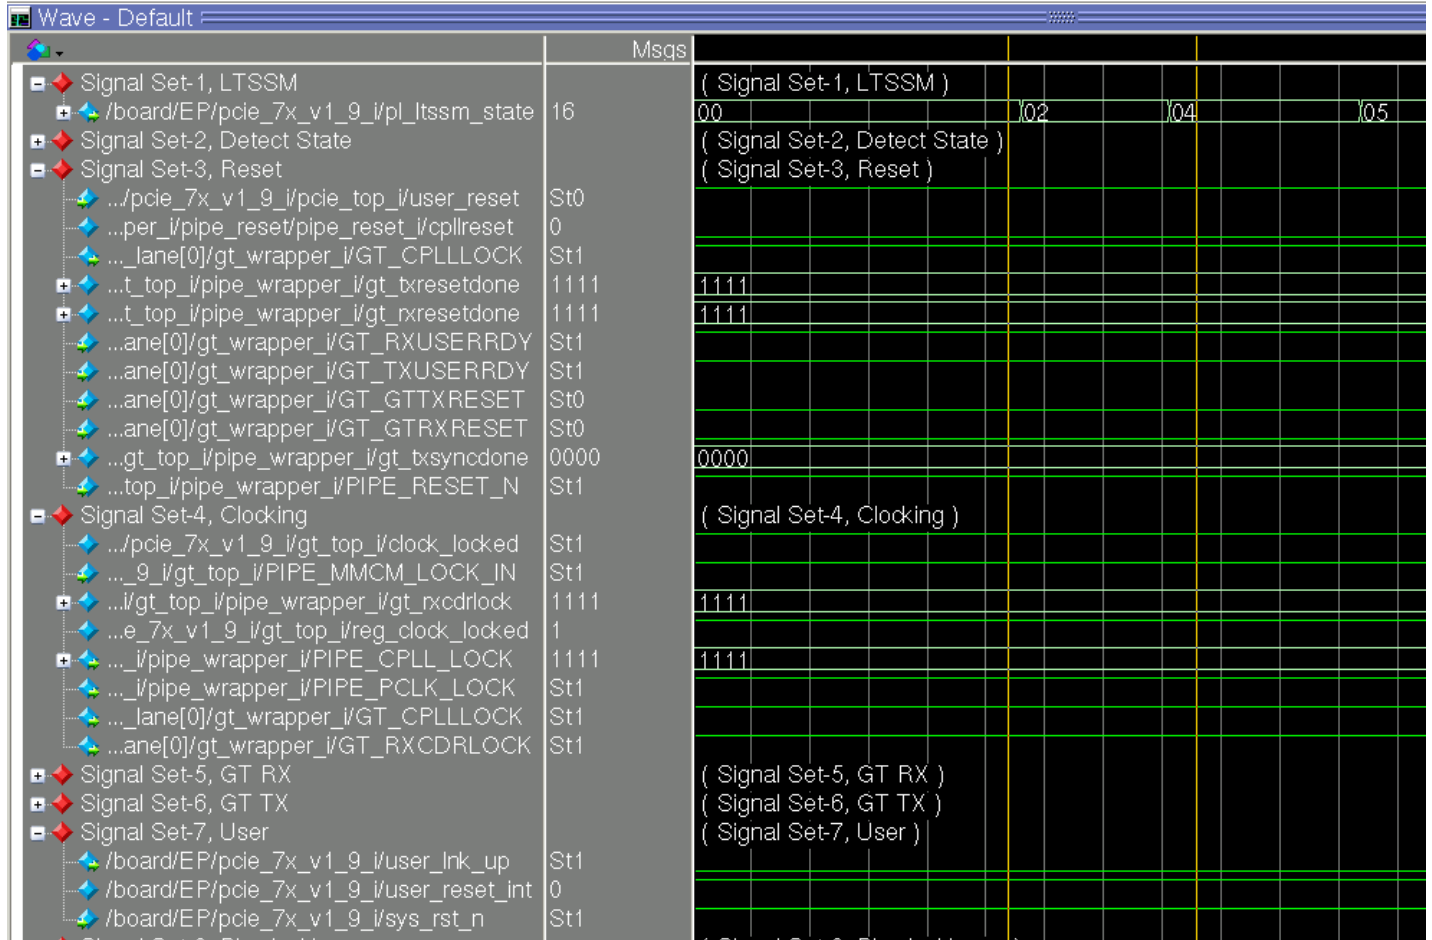 Wave - Default
Msgs
Signal Set-1, LTSSM ( Signal Set-1, LTSSM )
/board/EP/pcie_7x_v1_9_i/pl_ltssm_state 16 00 02 04 05
Signal Set-2, Detect State ( Signal Set-2, Detect State )
Signal Set-3, Reset ( Signal Set-3, Reset )
.../pcie_7x_v1_9_i/pcie_top_i/user_reset St0
...per_i/pipe_reset/pipe_reset_i/cpllreset 0
..._lane[0]/gt_wrapper_i/GT_CPLLLOCK St1
...t_top_i/pipe_wrapper_i/gt_txresetdone 1111 1111
...t_top_i/pipe_wrapper_i/gt_rxresetdone 1111 1111
...ane[0]/gt_wrapper_i/GT_RXUSERRDY St1
...ane[0]/gt_wrapper_i/GT_TXUSERRDY St1
...ane[0]/gt_wrapper_i/GT_GTTXRESET St0
...ane[0]/gt_wrapper_i/GT_GTRXRESET St0
...gt_top_i/pipe_wrapper_i/gt_txsyncdone 0000 0000
...top_i/pipe_wrapper_i/PIPE_RESET_N St1
Signal Set-4, Clocking ( Signal Set-4, Clocking )
.../pcie_7x_v1_9_i/gt_top_i/clock_locked St1
..._9_i/gt_top_i/PIPE_MMCM_LOCK_IN St1
...i/gt_top_i/pipe_wrapper_i/gt_rxcdrlock 1111 1111
...e_7x_v1_9_i/gt_top_i/reg_clock_locked 1
..._i/pipe_wrapper_i/PIPE_CPLL_LOCK 1111 1111
..._i/pipe_wrapper_i/PIPE_PCLK_LOCK St1
..._lane[0]/gt_wrapper_i/GT_CPLLLOCK St1
...ane[0]/gt_wrapper_i/GT_RXCDRLOCK St1
Signal Set-5, GT RX ( Signal Set-5, GT RX )
Signal Set-6, GT TX ( Signal Set-6, GT TX )
Signal Set-7, User ( Signal Set-7, User )
/board/EP/pcie_7x_v1_9_i/user_lnk_up St1
/board/EP/pcie_7x_v1_9_i/user_reset_int 0
/board/EP/pcie_7x_v1_9_i/sys_rst_n St1